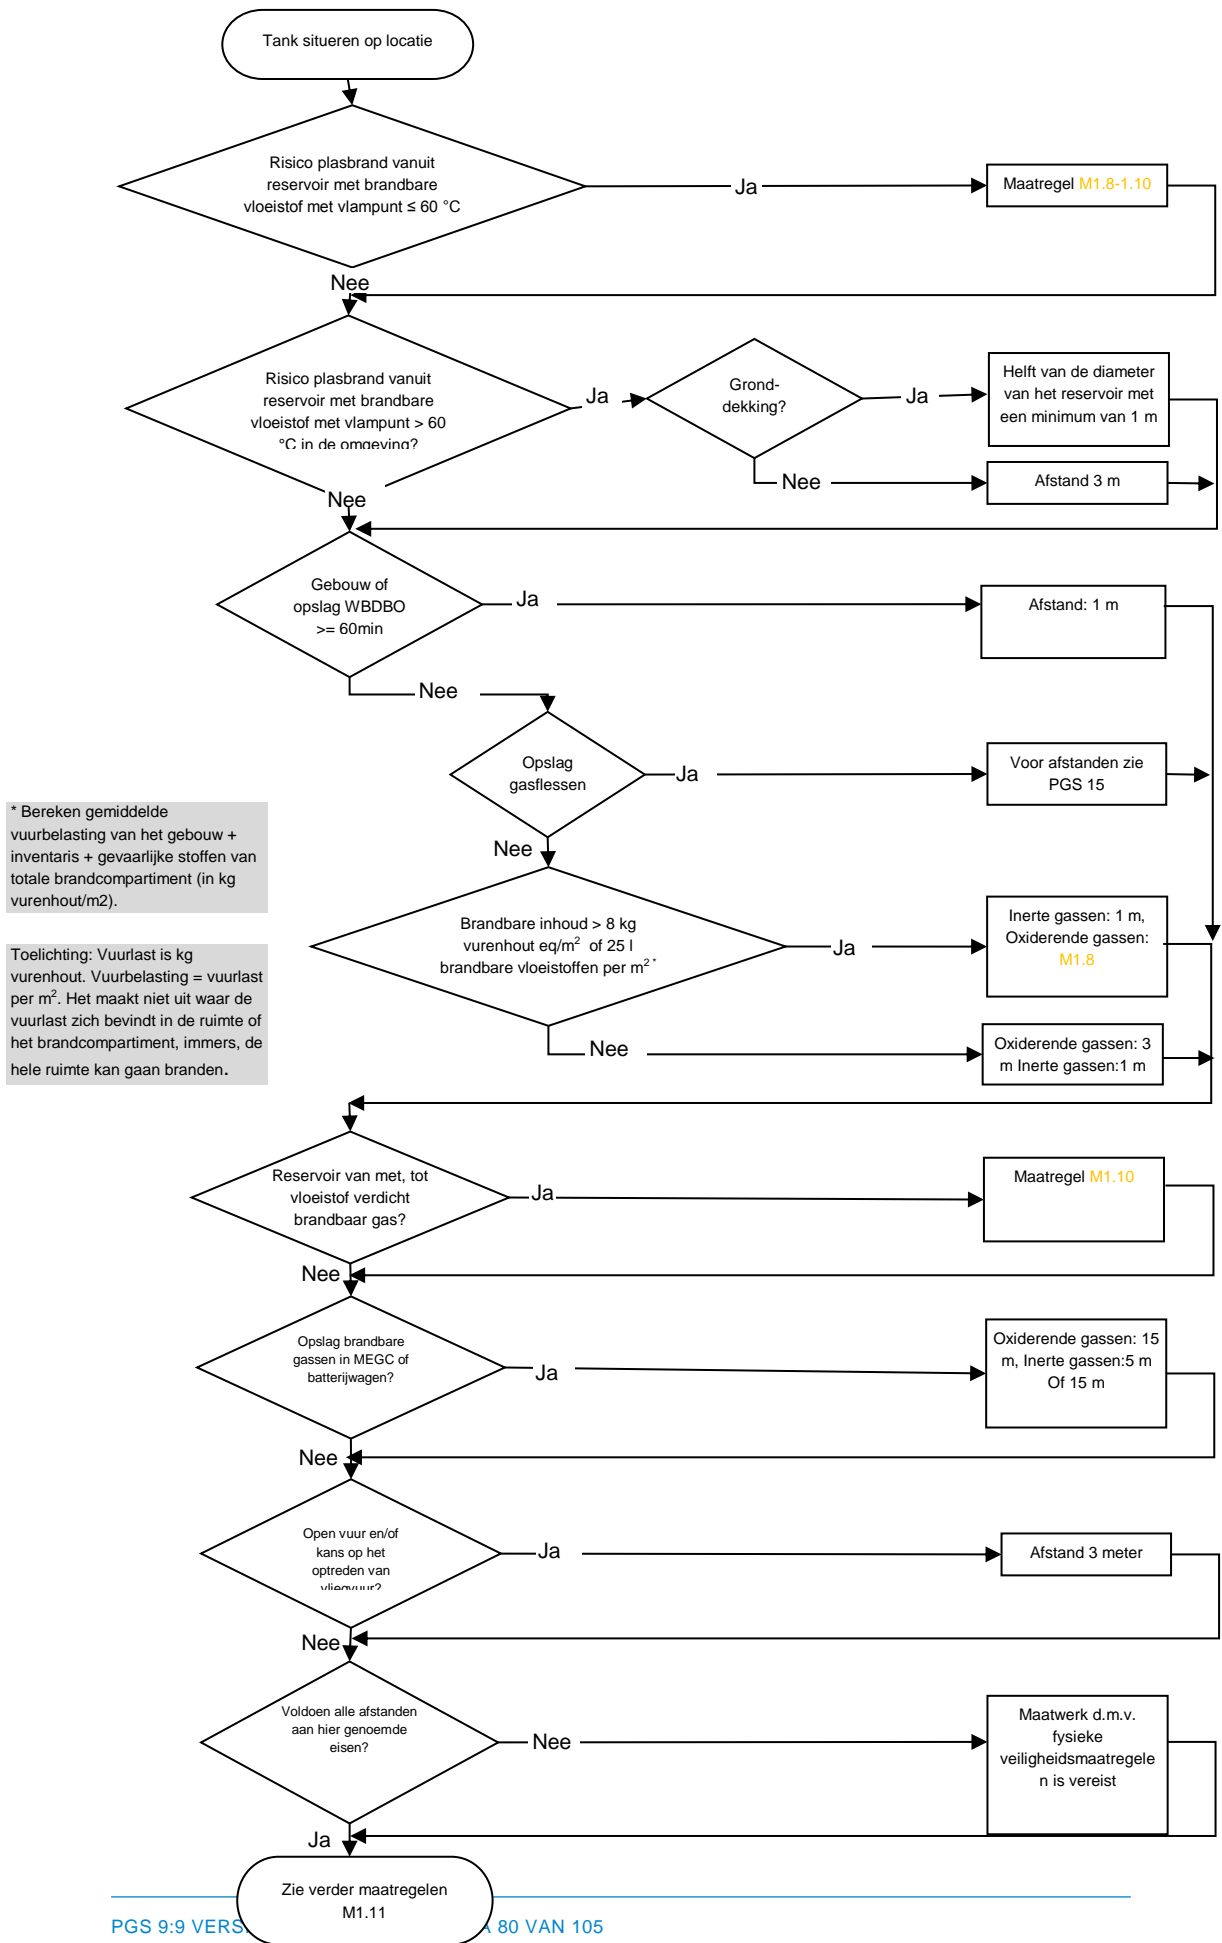 Tank situeren op locatie
Risico plasbrand vanuit
reservoir met brandbare
vloeistof met vlampunt ≤ 60 °C
Ja
Maatregel M1.8-1.10
Nee
Risico plasbrand vanuit
reservoir met brandbare
vloeistof met vlampunt > 60
°C in de omgeving?
Ja
Grond-
dekking?
Ja
Helft van de diameter
van het reservoir met
een minimum van 1 m
Nee
Afstand 3 m
Nee
Gebouw of
opslag WBDBO
>= 60min
Ja
Afstand: 1 m
Nee
Opslag
gasflessen
Ja
Voor afstanden zie
PGS 15
Nee
* Bereken gemiddelde
vuurbelasting van het gebouw +
inventaris + gevaarlijke stoffen van
totale brandcompartiment (in kg
vurenhout/m2).
Brandbare inhoud > 8 kg
vurenhout eq/m² of 25 l
brandbare vloeistoffen per m² *
Ja
Inerte gassen: 1 m,
Oxiderende gassen:
M1.8
Toelichting: Vuurlast is kg
vurenhout. Vuurbelasting = vuurlast
per m². Het maakt niet uit waar de
vuurlast zich bevindt in de ruimte of
het brandcompartiment, immers, de
hele ruimte kan gaan branden.
Nee
Oxiderende gassen: 3
m Inerte gassen:1 m
Reservoir van met, tot
vloeistof verdicht
brandbaar gas?
Ja
Maatregel M1.10
Nee
Opslag brandbare
gassen in MEGC of
batterijwagen?
Ja
Oxiderende gassen: 15
m, Inerte gassen:5 m
Of 15 m
Nee
Open vuur en/of
kans op het
optreden van
vliegvuur?
Ja
Afstand 3 meter
Nee
Voldoen alle afstanden
aan hier genoemde
eisen?
Nee
Maatwerk d.m.v.
fysieke
veiligheidsmaatregele
n is vereist
Ja
Zie verder maatregelen
M1.11
PGS 9:9 VERS
80 VAN 105